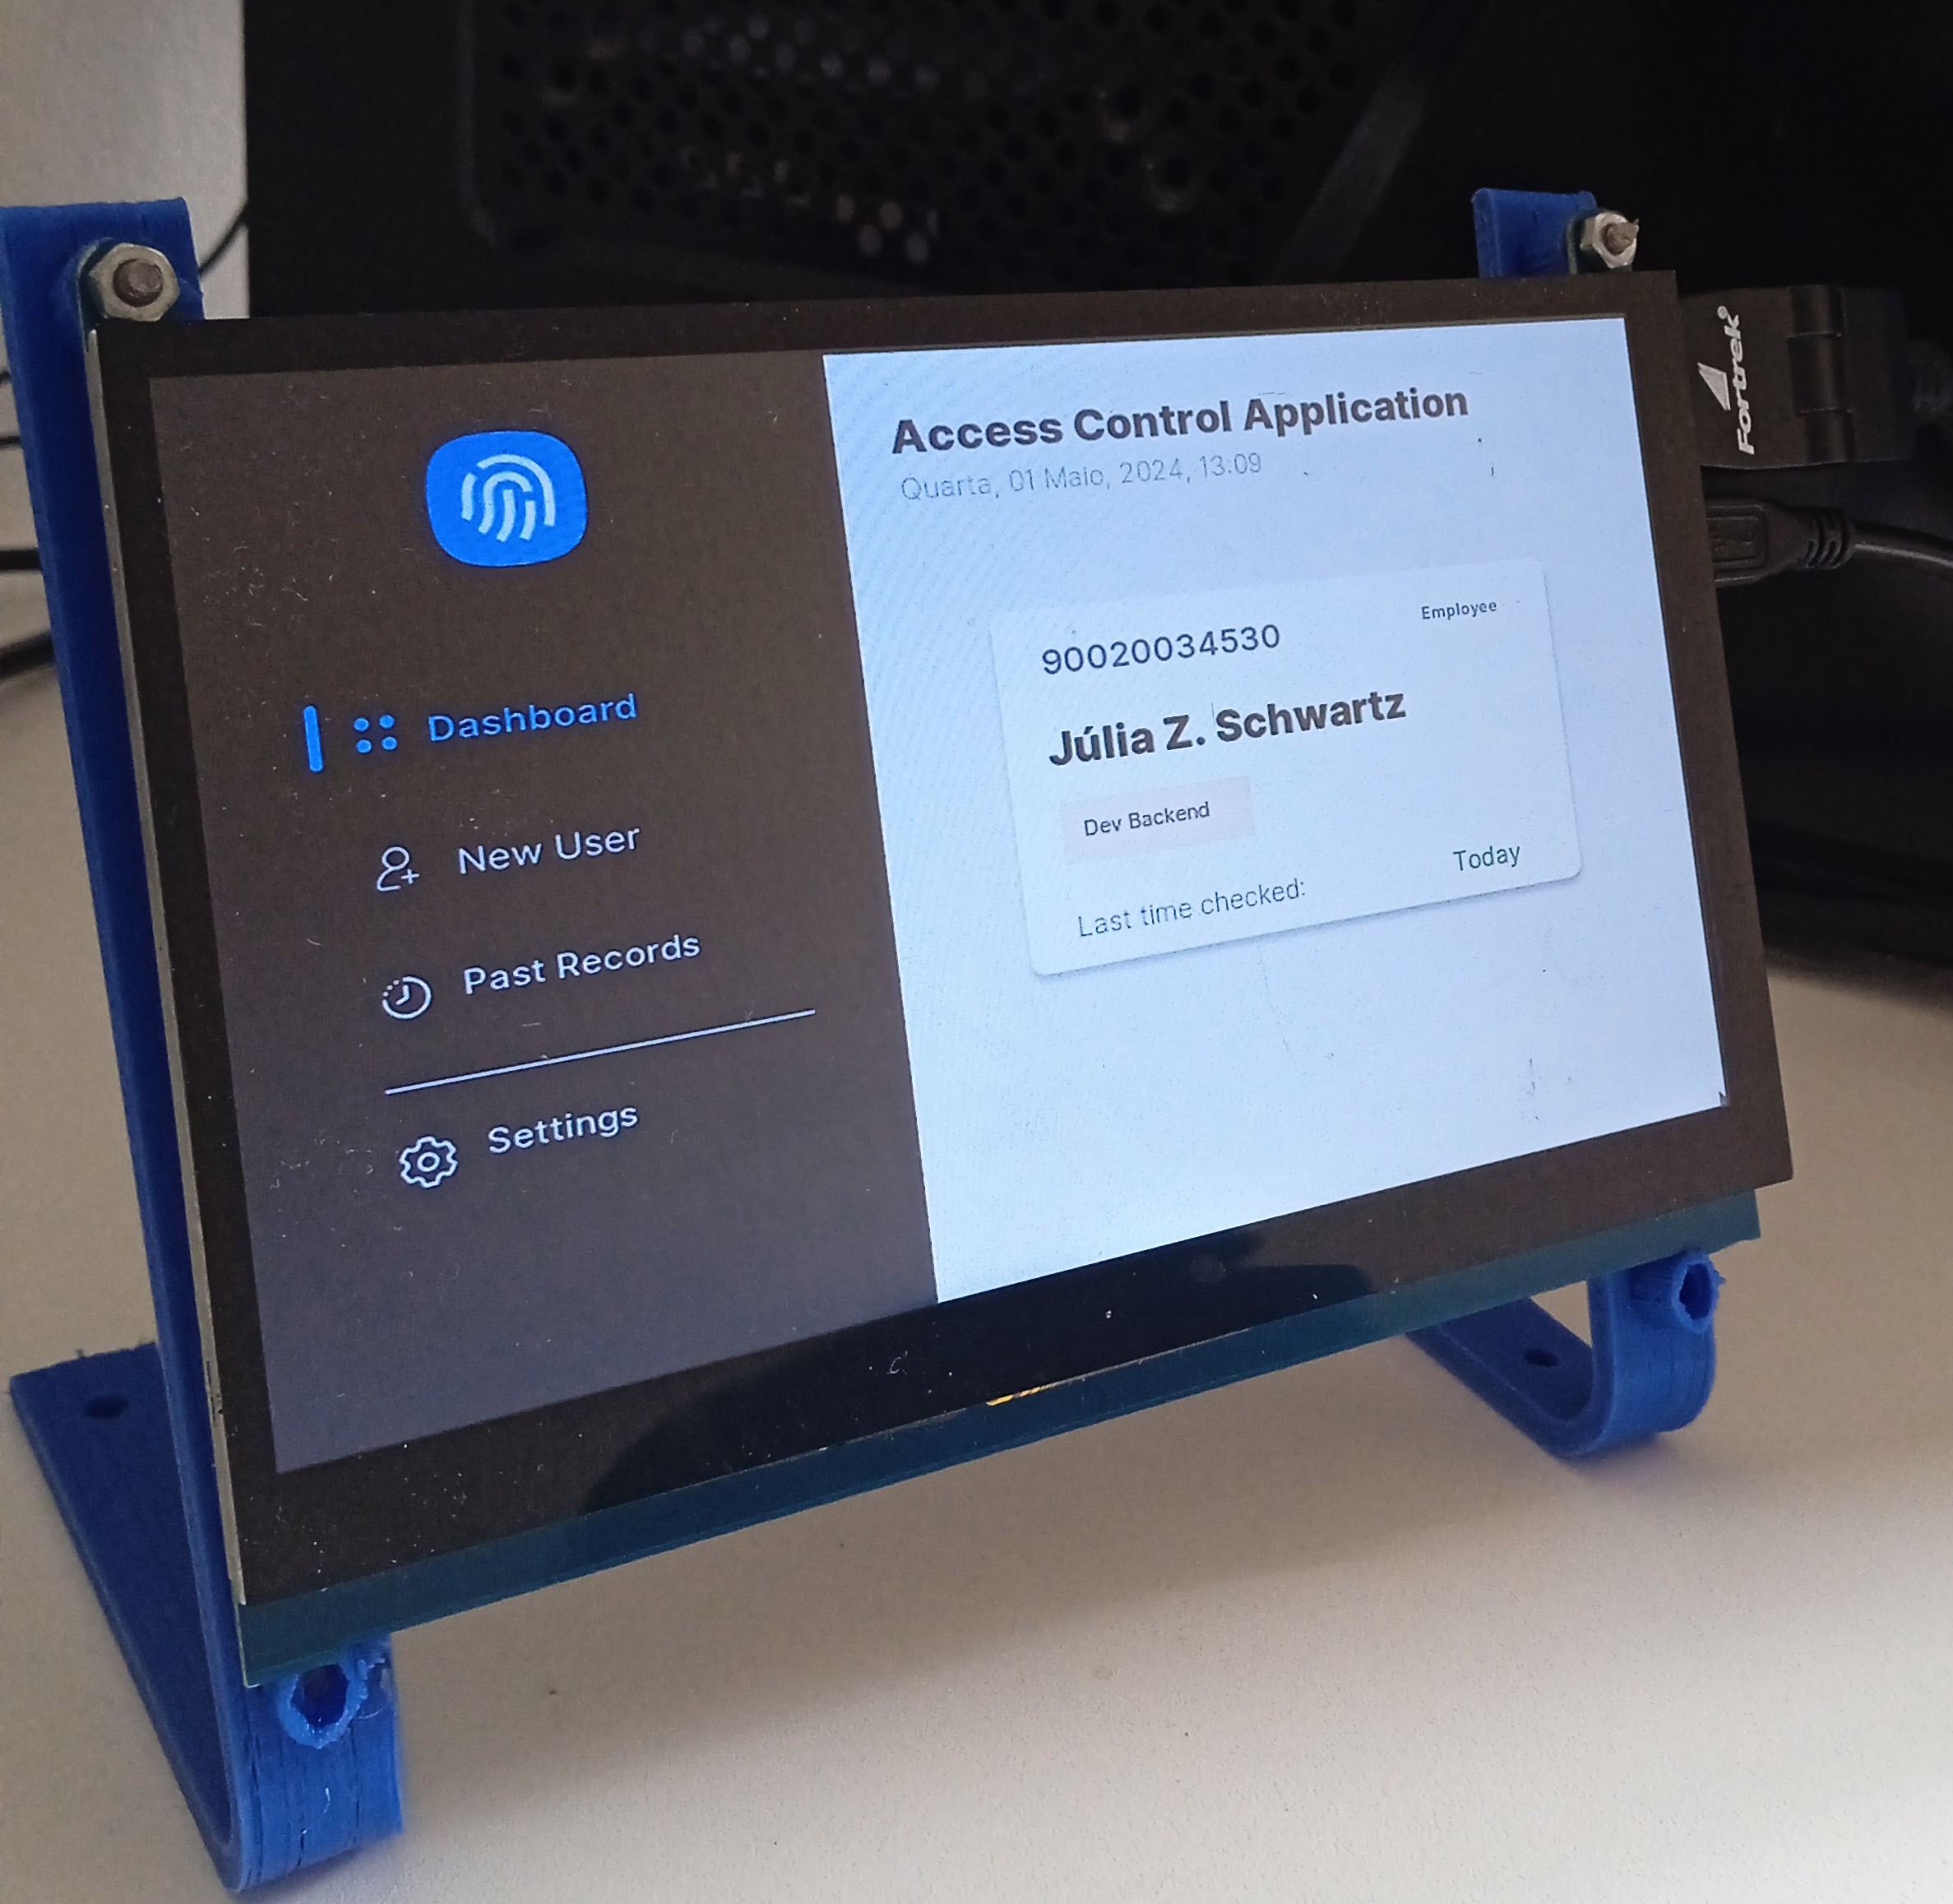 Dashboard
New User
Past Records
Settings
Access Control Application
Quarta, 01 Maio, 2024, 13:09
90020034530
Employee
Júlia Z. Schwartz
Dev Backend
Last time checked:
Today
Fortrek®